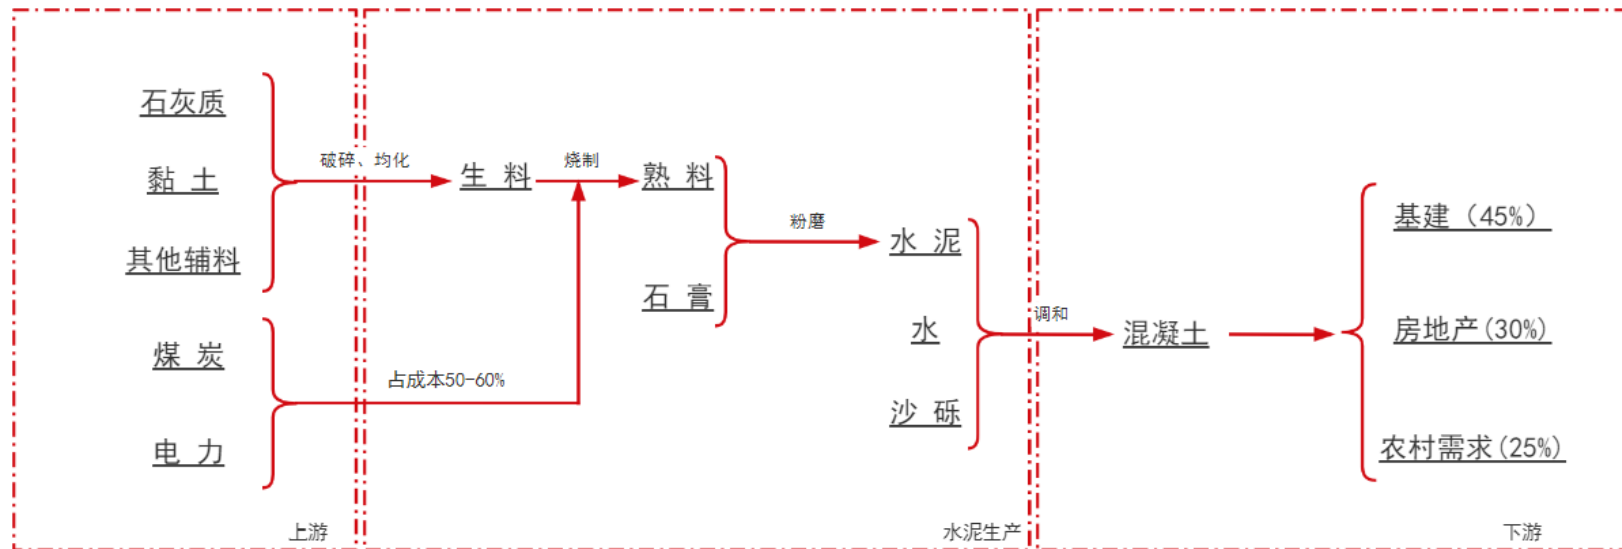 石灰质
黏 土
其他辅料
煤 炭
电 力
上游
破碎、均化
生 料
烧制
熟 料
石 膏
占成本50-60%
粉磨
水 泥
水
沙 砾
水泥生产
调和
混凝土
基建（45%）
房地产(30%)
农村需求(25%)
下游